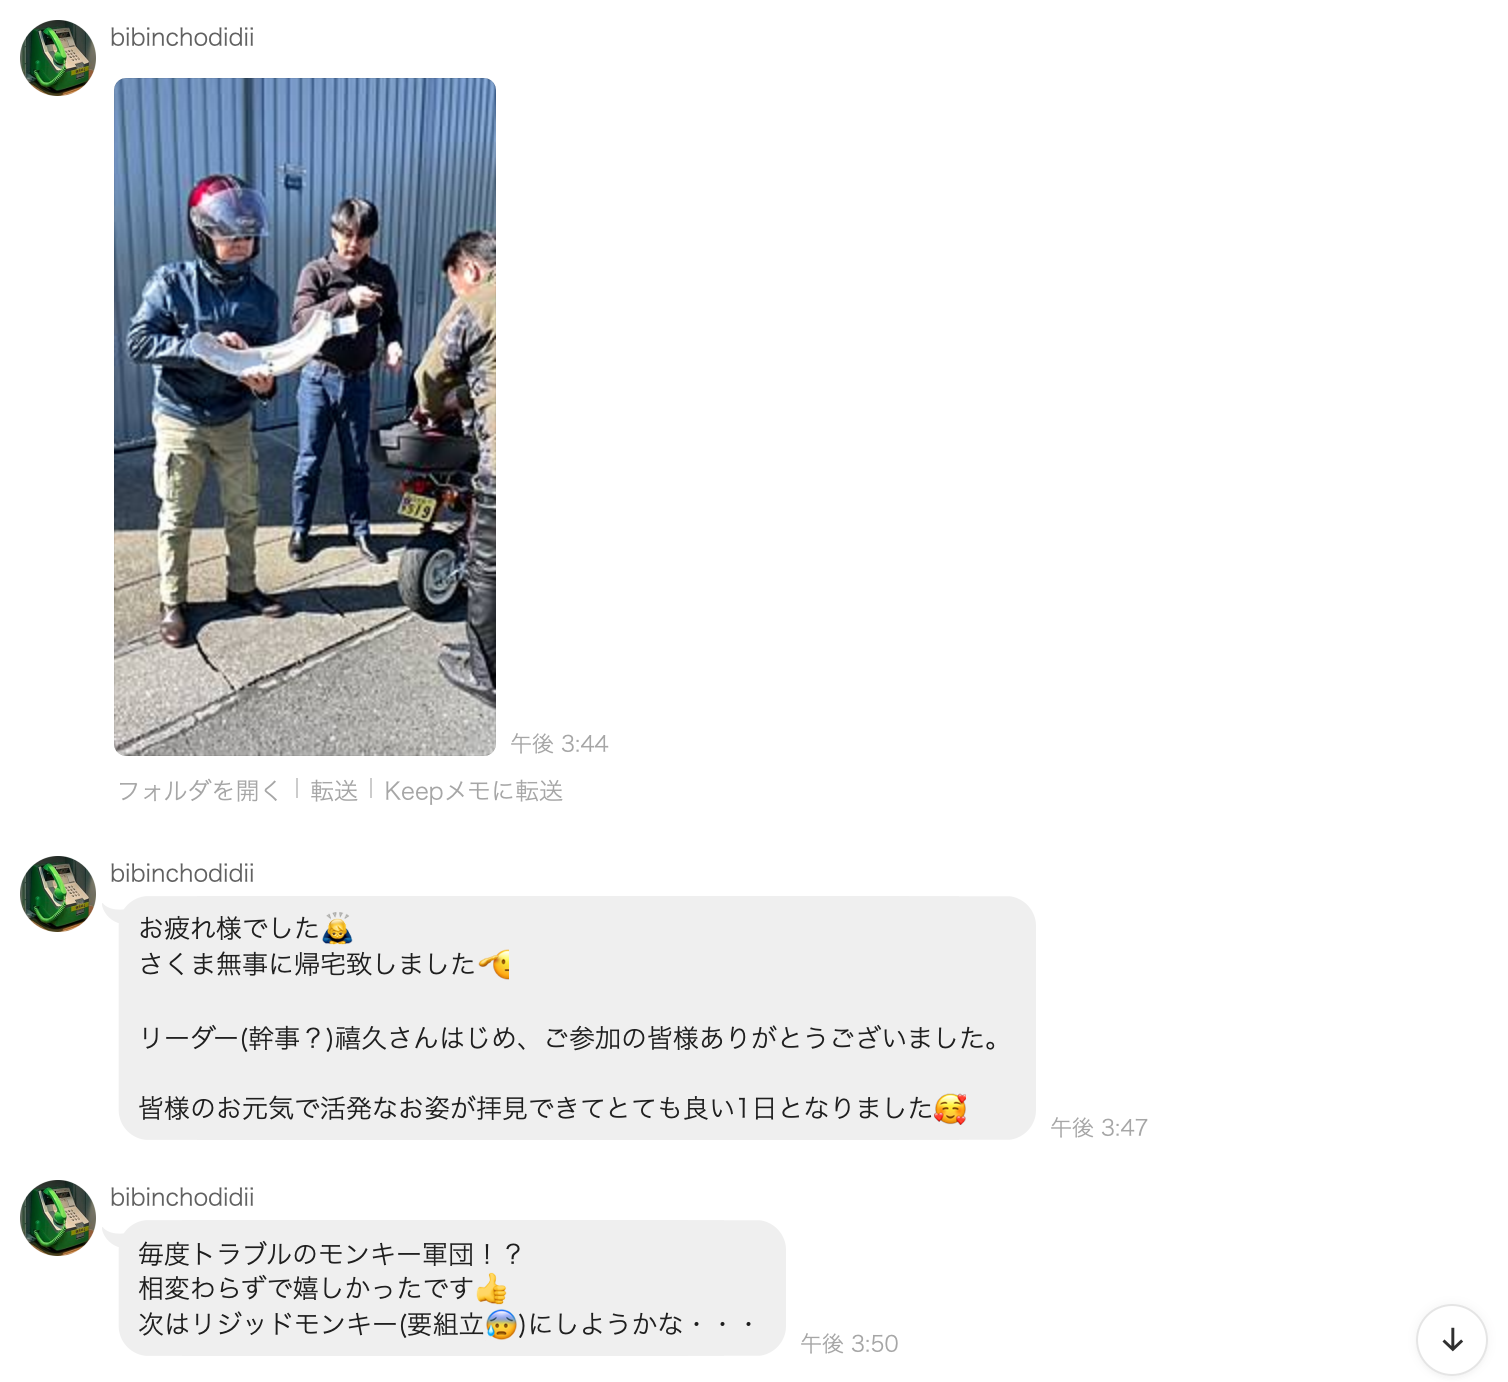 bibinchodidii
519
午後 3:44
フォルダを開く | 転送 | Keepメモに転送
bibinchodidii
お疲れ様でした🙇
さくま無事に帰宅致しました🫡
リーダー(幹事？)禧久さんはじめ、ご参加の皆様ありがとうございました。
皆様のお元気で活発なお姿が拝見できてとても良い1日となりました🥰
午後 3:47
bibinchodidii
毎度トラブルのモンキー軍団！？
相変わらずで嬉しかったです👍
次はリジッドモンキー(要組立😰)にしようかな・・・
午後 3:50